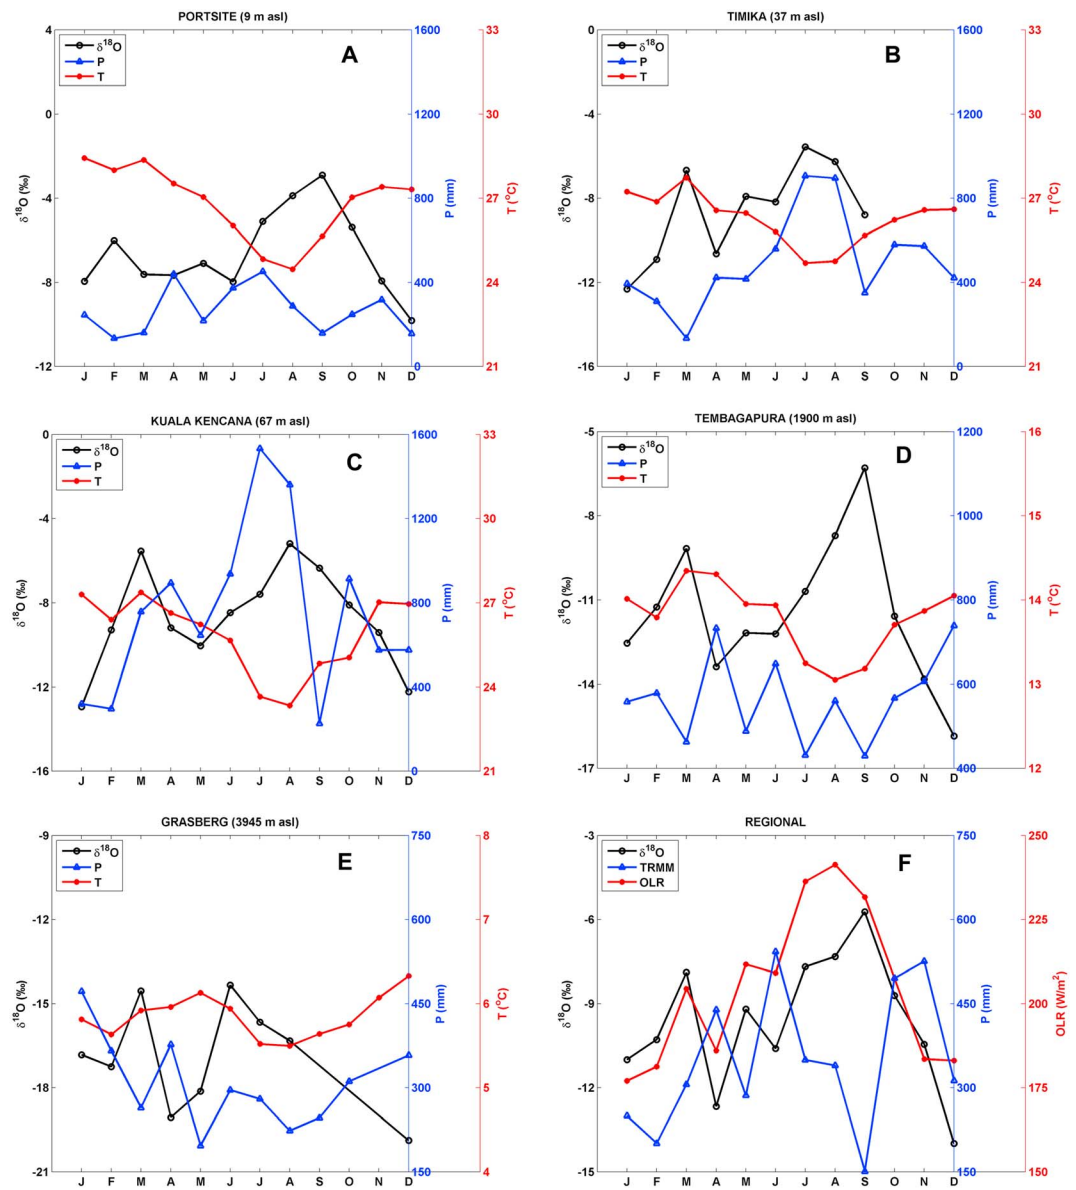 PORTSITE (9 m asl)
A
δ18O
P
T
4
0
-4
-8
-12
δ18O (‰)
1600
1200
800
400
0
P (mm)
33
30
27
24
21
T (°C)
J F M A M J J A S O N D
TIMIKA (37 m asl)
B
δ18O
P
T
0
-4
-8
-12
-16
δ18O (‰)
1600
1200
800
400
0
P (mm)
33
30
27
24
21
T (°C)
J F M A M J J A S O N D
KUALA KENCANA (67 m asl)
C
δ18O
P
T
0
-4
-8
-12
-16
δ18O (‰)
1600
1200
800
400
0
P (mm)
33
30
27
24
21
T (°C)
J F M A M J J A S O N D
TEMBAGAPURA (1900 m asl)
D
δ18O
P
T
-5
-8
-11
-14
-17
δ18O (‰)
1200
1000
800
600
400
P (mm)
16
15
14
13
12
T (°C)
J F M A M J J A S O N D
GRASBERG (3945 m asl)
E
δ18O
P
T
-9
-12
-15
-18
-21
δ18O (‰)
750
600
450
300
150
P (mm)
8
7
6
5
4
T (°C)
J F M A M J J A S O N D
REGIONAL
F
δ18O
TRMM
OLR
-3
-6
-9
-12
-15
δ18O (‰)
750
600
450
300
150
P (mm)
250
225
200
175
150
OLR (W/m²)
J F M A M J J A S O N D